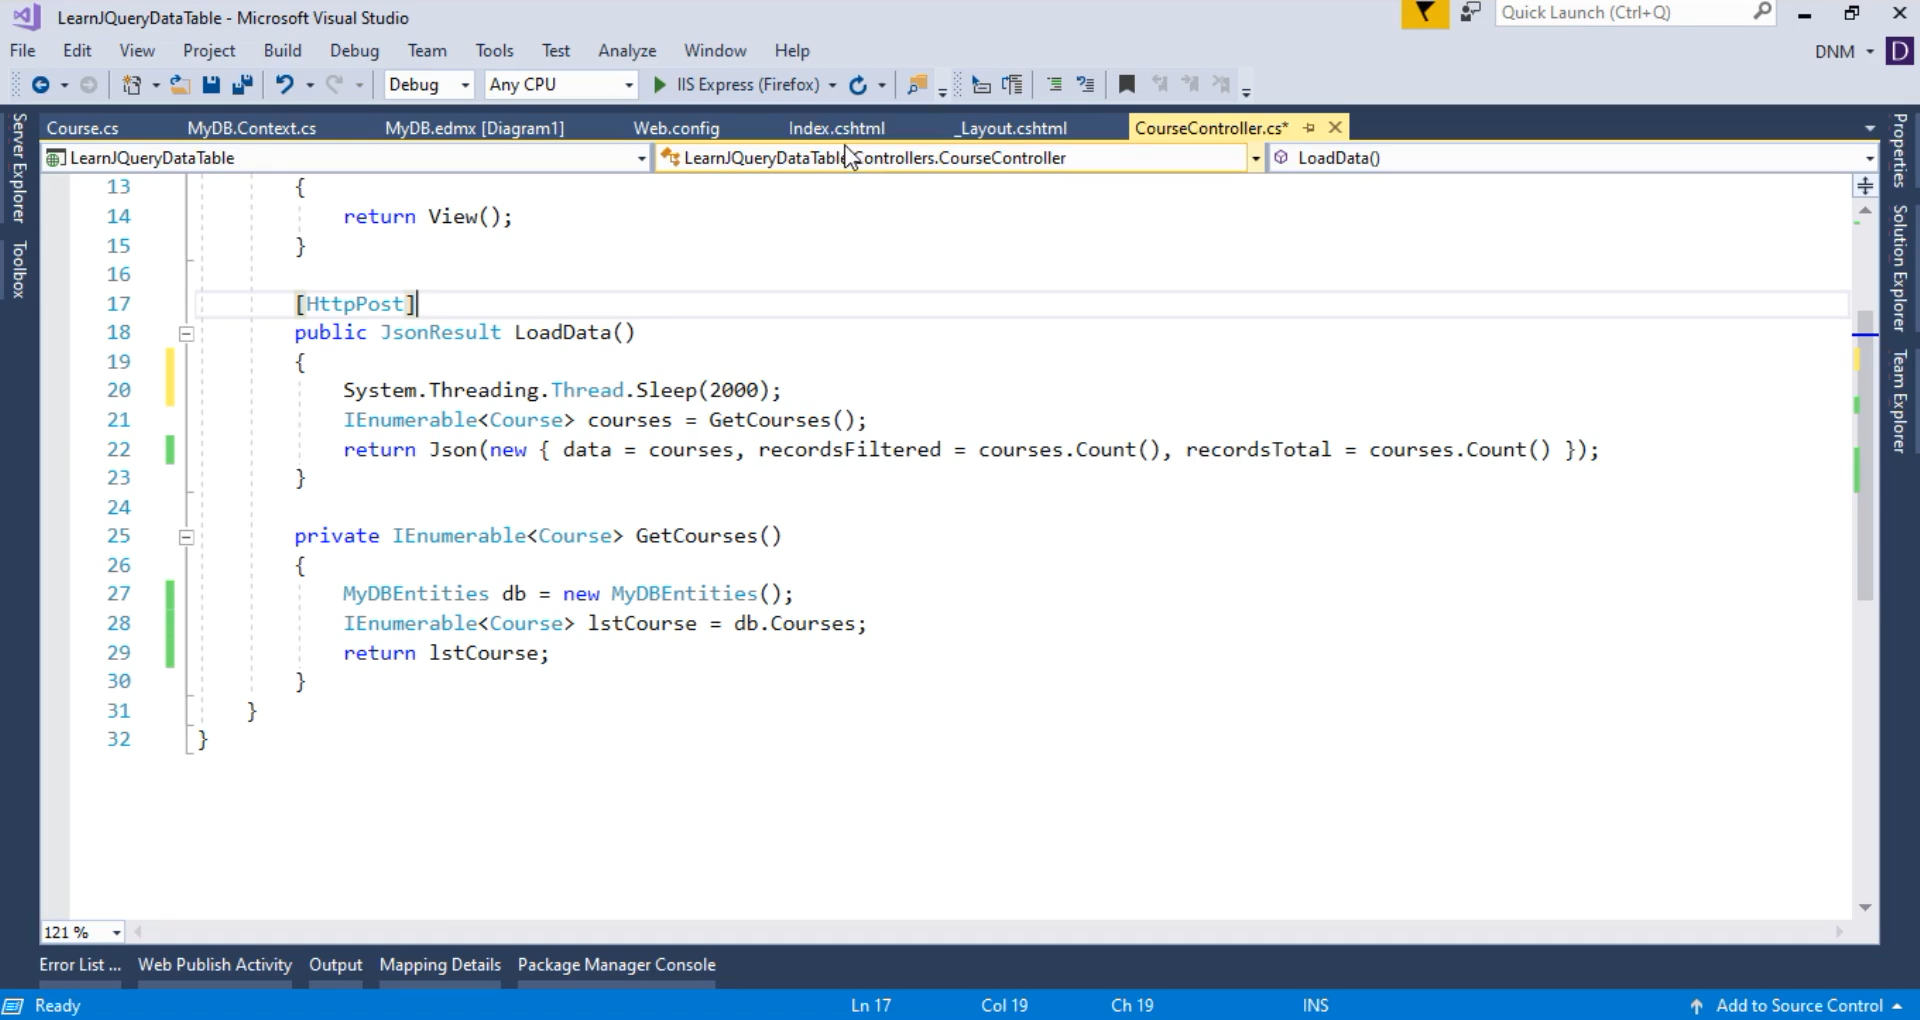 LearnJQueryDataTable - Microsoft Visual Studio
Quick Launch (Ctrl+Q)
File Edit View Project Build Debug Team Tools Test Analyze Window Help
DNM D
Debug Any CPU IIS Express (Firefox)
Course.cs MyDB.Context.cs MyDB.edmx [Diagram1] Web.config Index.cshtml _Layout.cshtml CourseController.cs*
LearnJQueryDataTable LearnJQueryDataTable.Controllers.CourseController LoadData()
Server Explorer
Toolbox
13 {
14 return View();
15 }
16
17 [HttpPost]
18 public JsonResult LoadData()
19 {
20 System.Threading.Thread.Sleep(2000);
21 IEnumerable<Course> courses = GetCourses();
22 return Json(new { data = courses, recordsFiltered = courses.Count(), recordsTotal = courses.Count() });
23 }
24
25 private IEnumerable<Course> GetCourses()
26 {
27 MyDBEntities db = new MyDBEntities();
28 IEnumerable<Course> lstCourse = db.Courses;
29 return lstCourse;
30 }
31 }
32 }
Properties
Solution Explorer
Team Explorer
121 %
Error List ... Web Publish Activity Output Mapping Details Package Manager Console
Ready Ln 17 Col 19 Ch 19 INS Add to Source Control